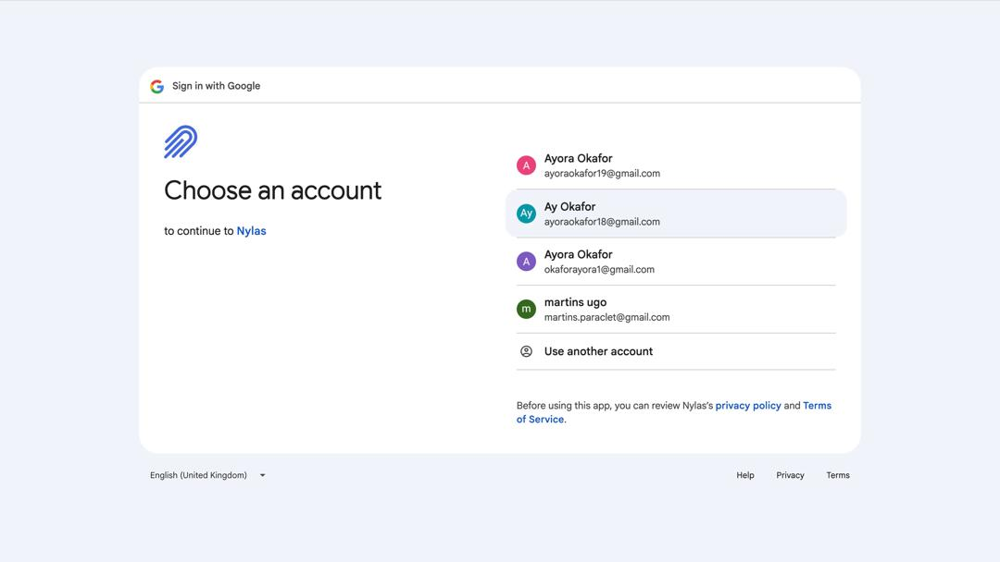 Sign in with Google
Choose an account
to continue to Nylas
A
Ayora Okafor
ayoraokafor19@gmail.com
Ay
Ay Okafor
ayoraokafor18@gmail.com
A
Ayora Okafor
okaforayora1@gmail.com
m
martins ugo
martins.paraclet@gmail.com
Use another account
Before using this app, you can review Nylas's privacy policy and Terms
of Service.
English (United Kingdom)
Help Privacy Terms